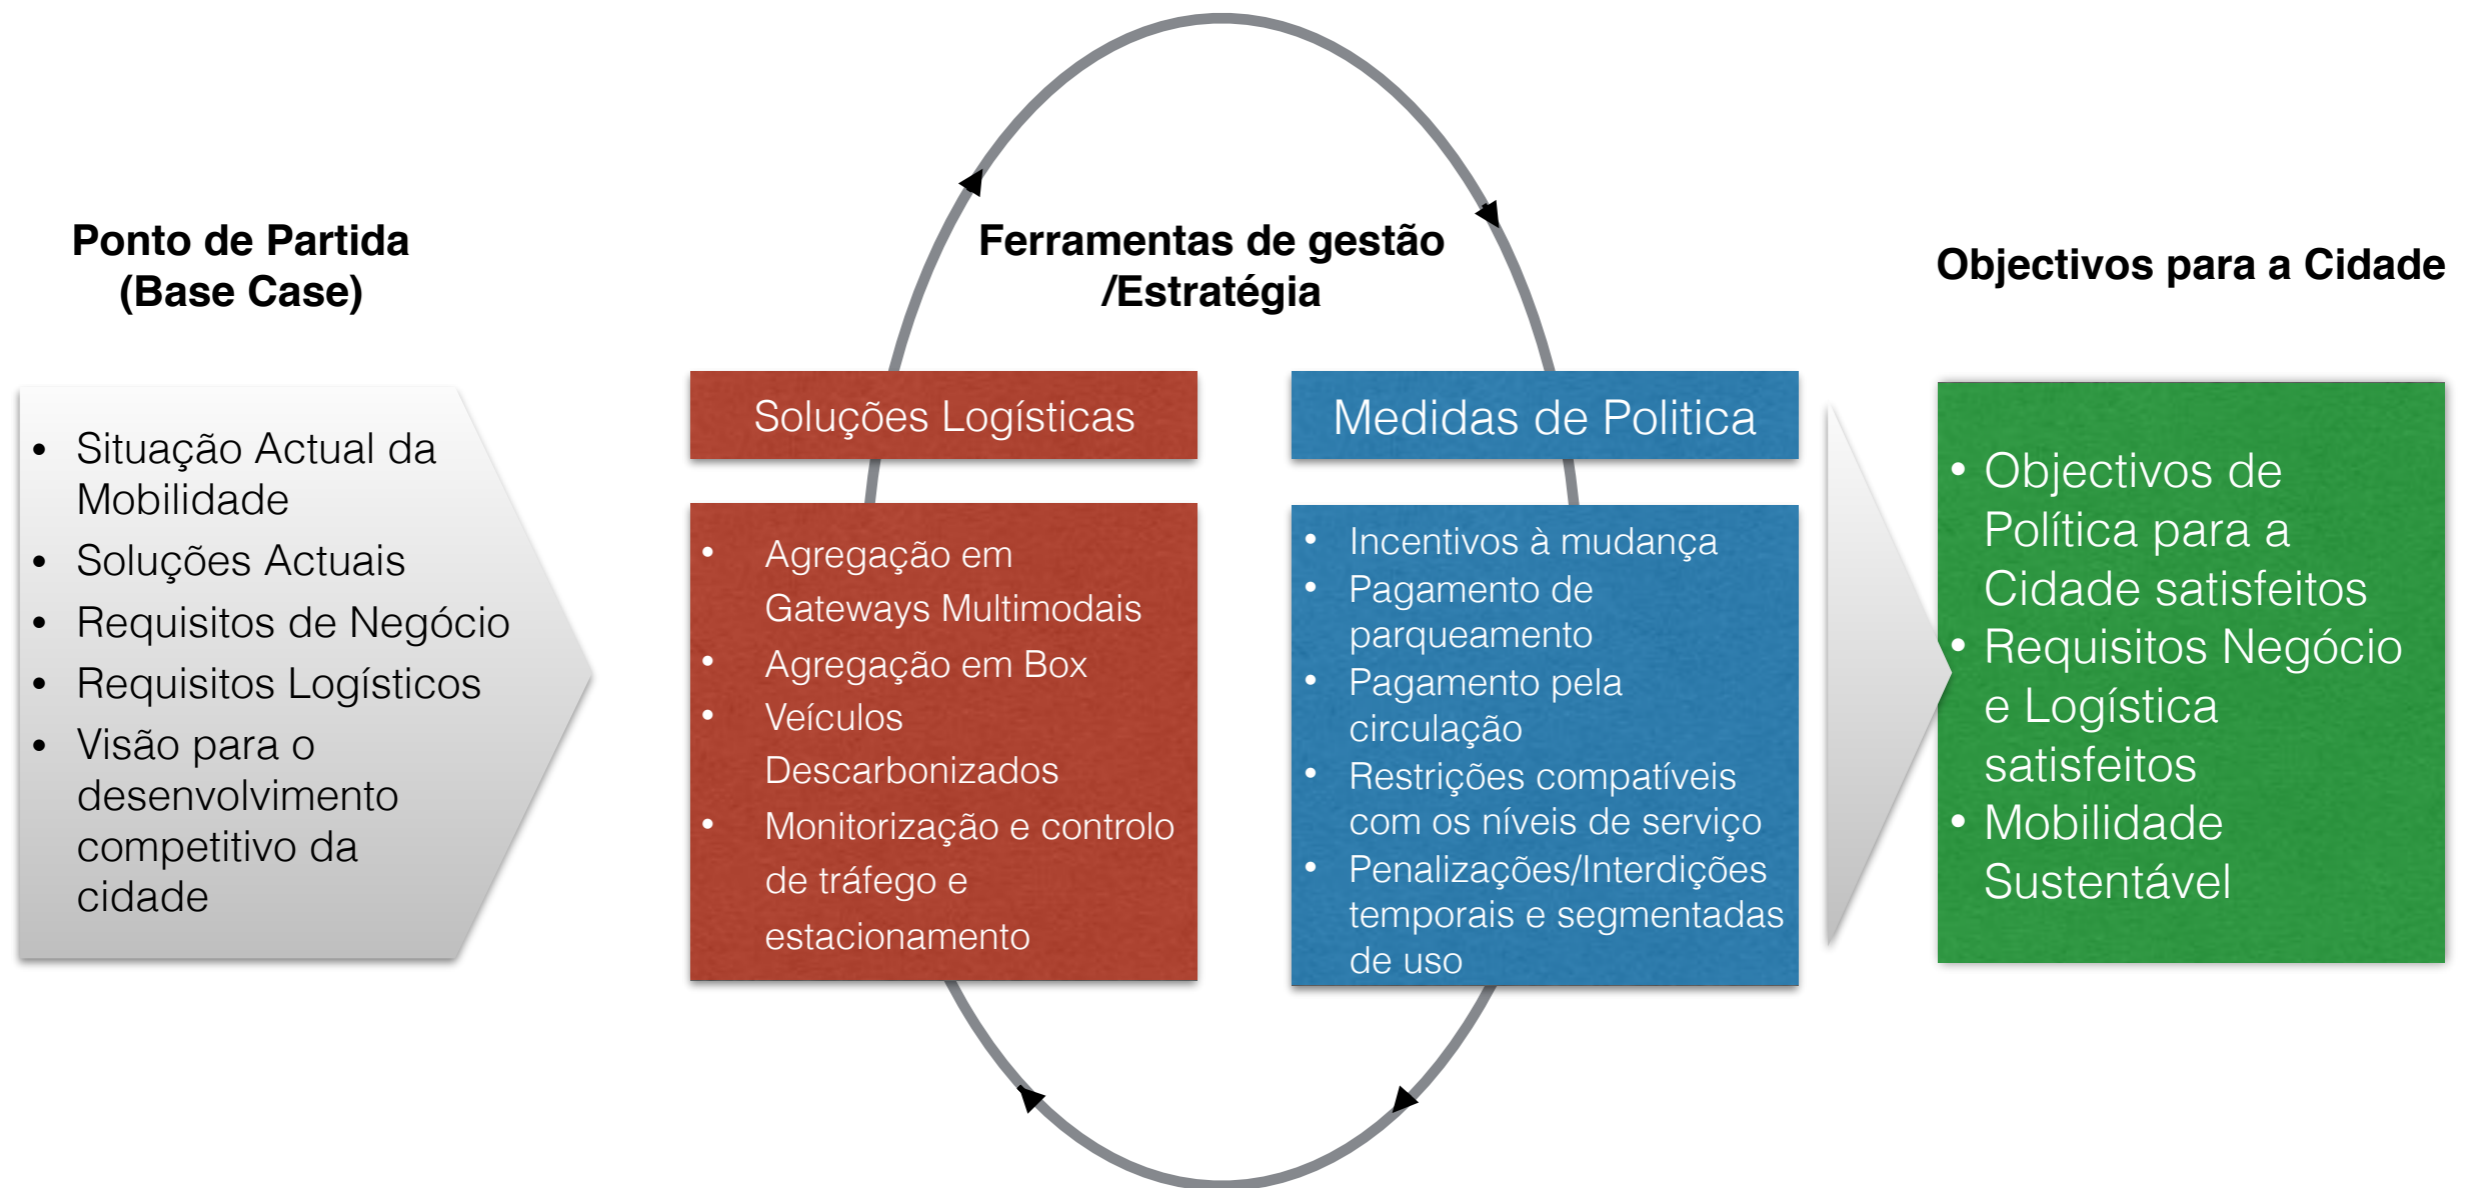 Ponto de Partida
(Base Case)
• Situação Actual da
Mobilidade
• Soluções Actuais
• Requisitos de Negócio
• Requisitos Logísticos
• Visão para o
desenvolvimento
competitivo da
cidade
Ferramentas de gestão
/Estratégia
Soluções Logísticas
• Agregação em
Gateways Multimodais
• Agregação em Box
• Veículos
Descarbonizados
• Monitorização e controlo
de tráfego e
estacionamento
Medidas de Politica
• Incentivos à mudança
• Pagamento de
parqueamento
• Pagamento pela
circulação
• Restrições compatíveis
com os níveis de serviço
• Penalizações/Interdições
temporais e segmentadas
de uso
Objectivos para a Cidade
• Objectivos de
Política para a
Cidade satisfeitos
• Requisitos Negócio
e Logística
satisfeitos
• Mobilidade
Sustentável